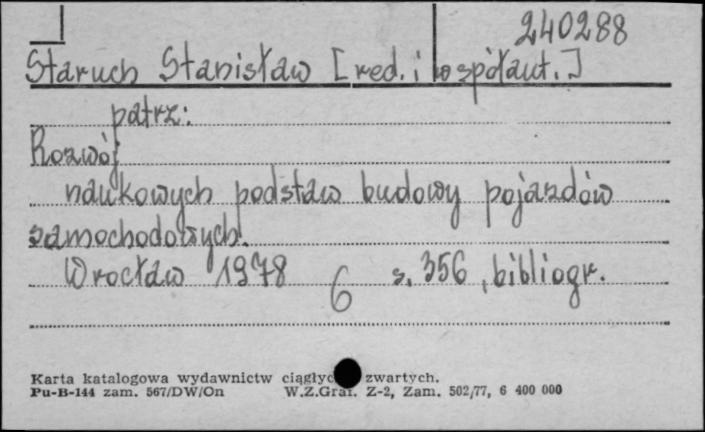 240288
Staruch Stanisław [red. i współaut.]
patrz:
Rozwój
naukowych podstaw budowy pojazdów
samochodowych.
Wrocław 1978 6 s. 356, bibliogr.
Karta katalogowa wydawnictw zwartych.
Pu-B-144 zam. 567/DW/On W.Z.Graf. Z-2, Zam. 502/77, 6 400 000